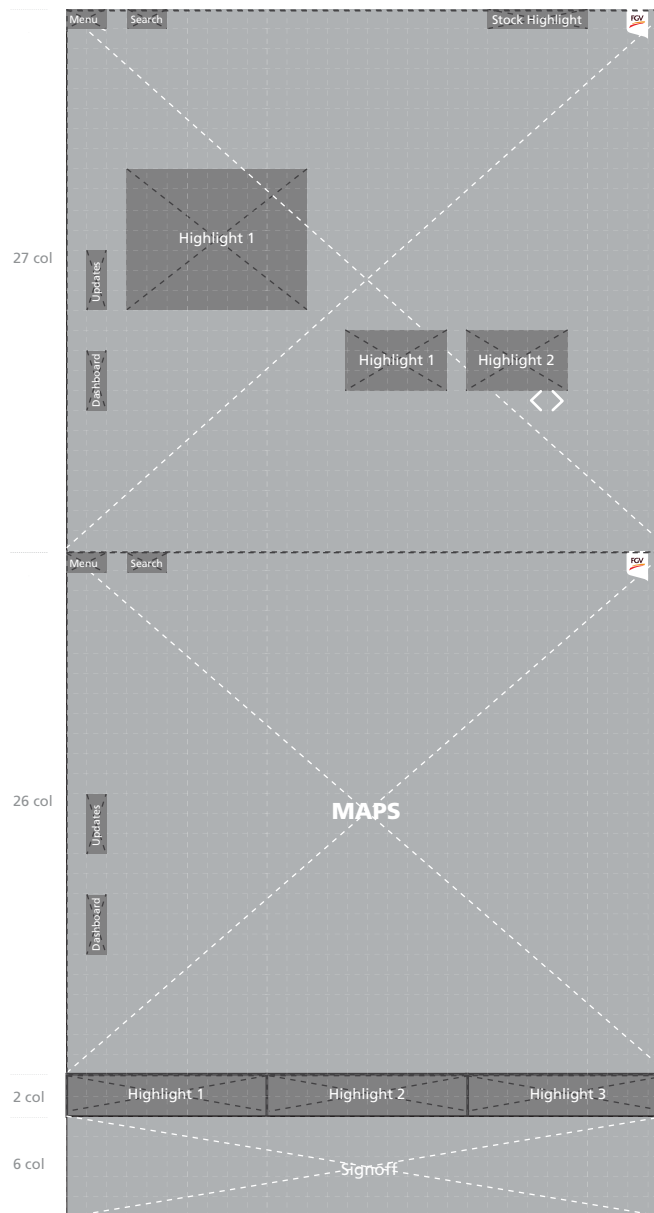 Menu
Search
Stock Highlight
FGV
27 col
Highlight 1
Updates
Highlight 1
Highlight 2
Dashboard
Menu
Search
FGV
26 col
Updates
MAPS
Dashboard
2 col
Highlight 1
Highlight 2
Highlight 3
6 col
Signoff